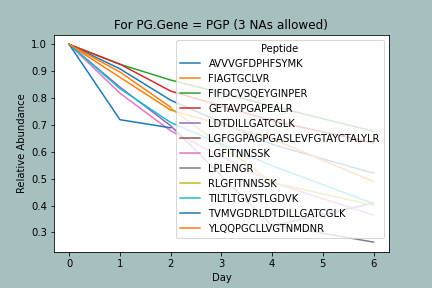 For PG.Gene = PGP (3 NAs allowed)
Relative Abundance
1.0
0.9
0.8
0.7
0.6
0.5
0.4
0.3
Peptide
AVVVGFDPHFSYMK
FIAGTGCLVR
FIFDCVSQEYGINPER
GETAVPGAPEALR
LDTDILLGATCGLK
LGFGGPAGPGASLEVFGTAYCTALYLR
LGFITNNSSK
LPLENGR
RLGFITNNSSK
TILTLTGVSTLGDVK
TVMVGDRLDTDILLGATCGLK
YLQQPGCLLVGTNMDNR
0
1
2
3
4
5
6
Day